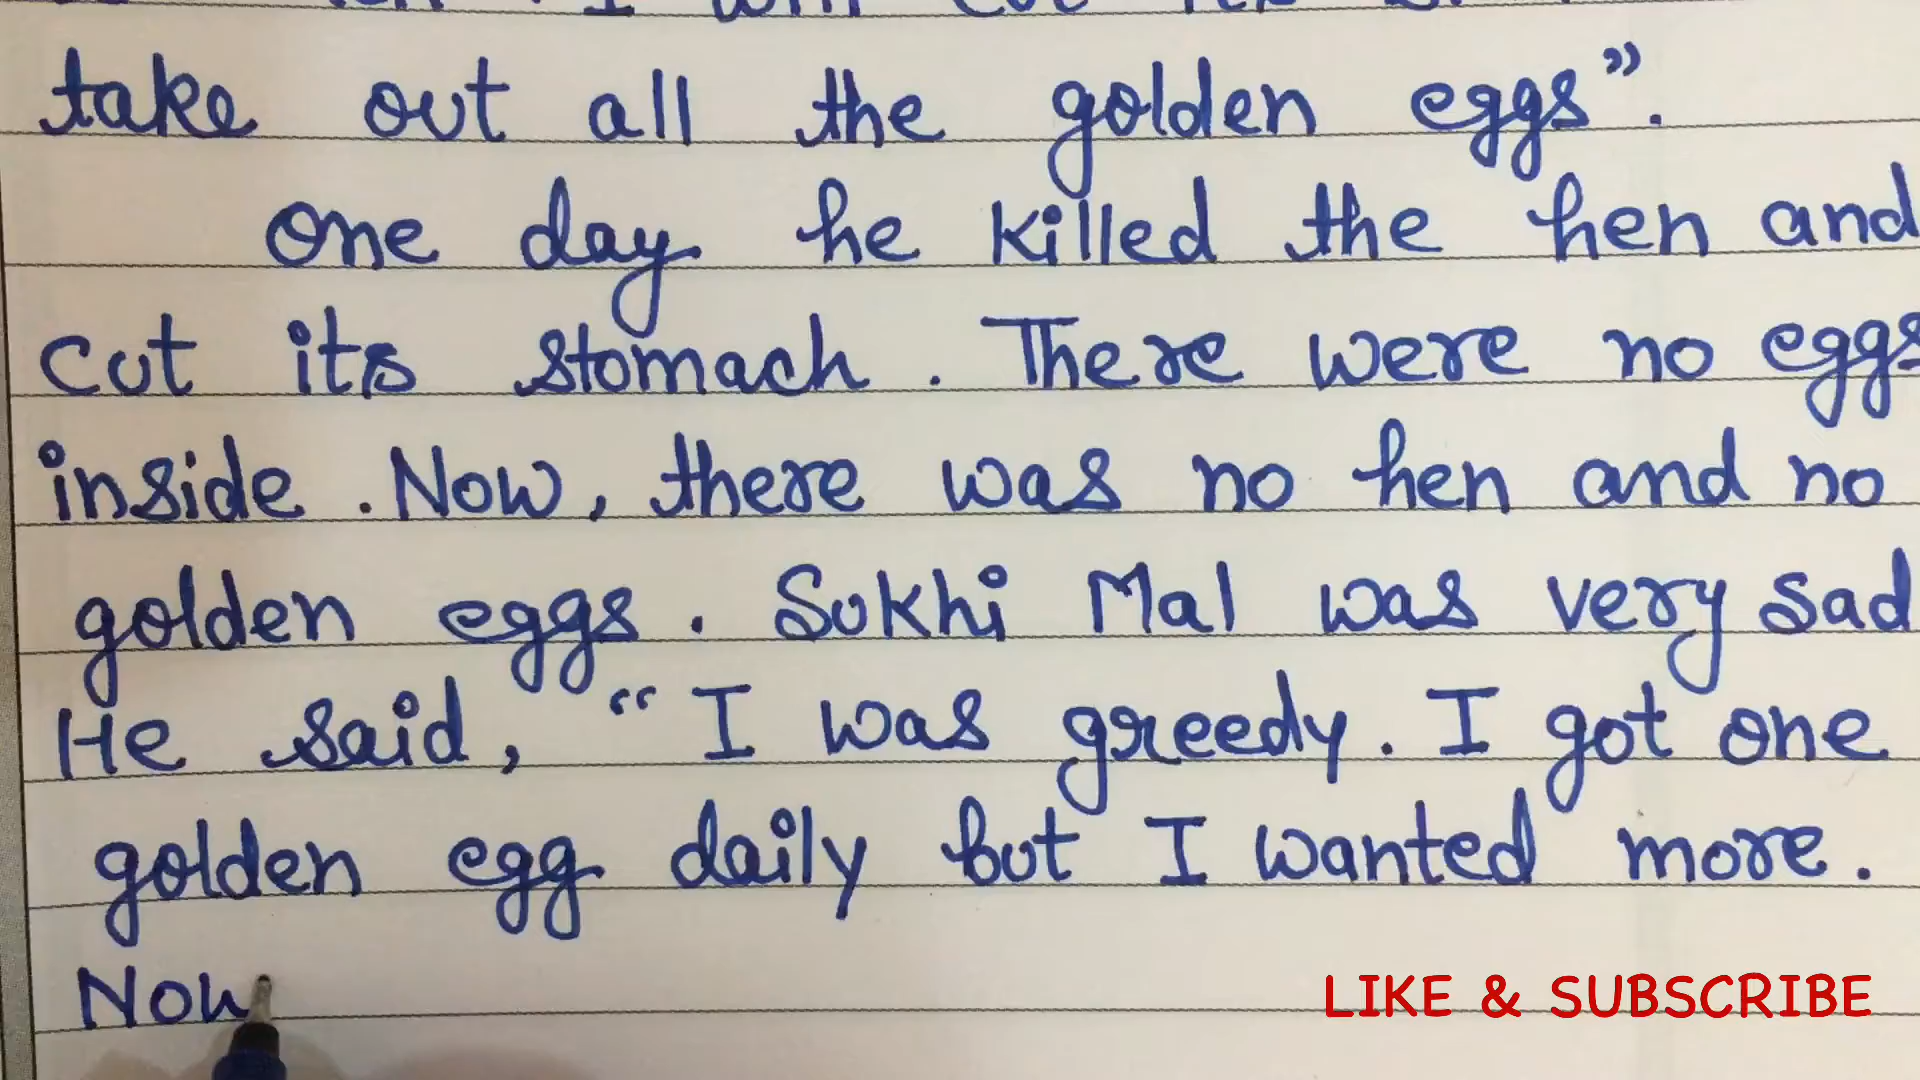 take out all the golden eggs”.
One day he killed the hen and
cut its stomach. There were no eggs
inside. Now, there was no hen and no
golden eggs. Sukhi Mal was very sad
He said, “I was greedy. I got one
golden egg daily but I wanted more.
LIKE & SUBSCRIBE